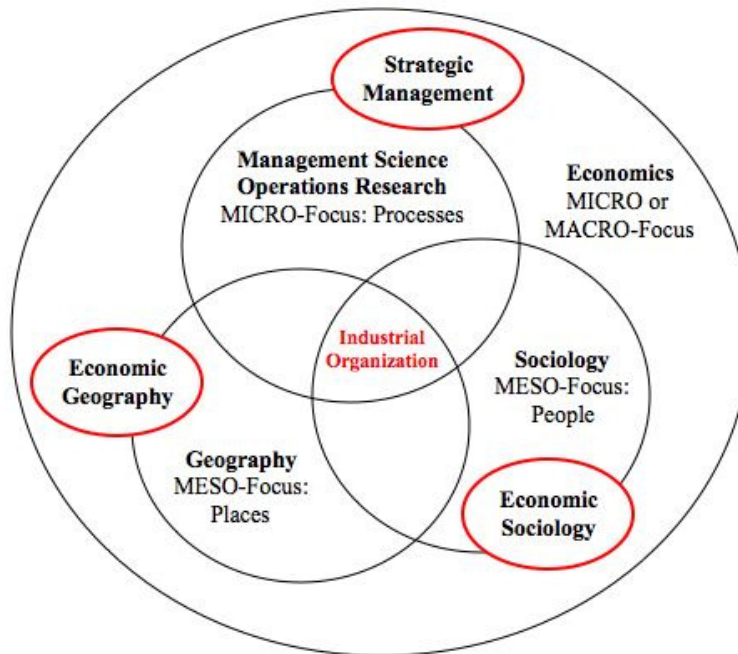 Strategic
Management
Management Science
Operations Research
MICRO-Focus: Processes
Economics
MICRO or
MACRO-Focus
Industrial
Organization
Economic
Geography
Sociology
MESO-Focus:
People
Geography
MESO-Focus:
Places
Economic
Sociology